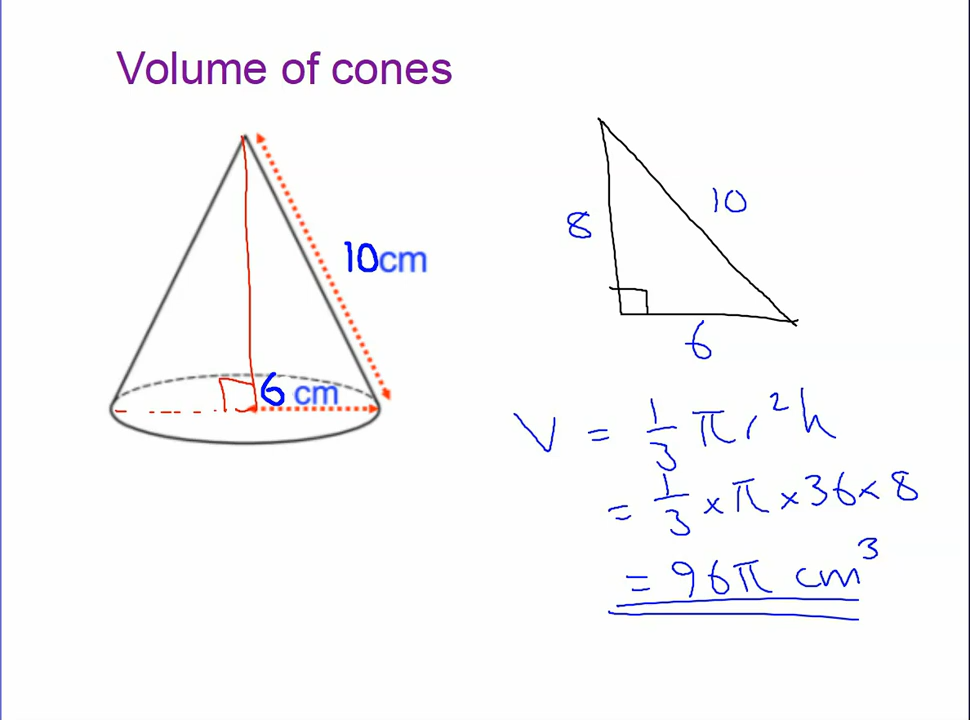 Volume of cones
10cm
6 cm
8
10
6
V = 1/3 πr²h
= 1/3 × π × 36 × 8
= 96π cm³